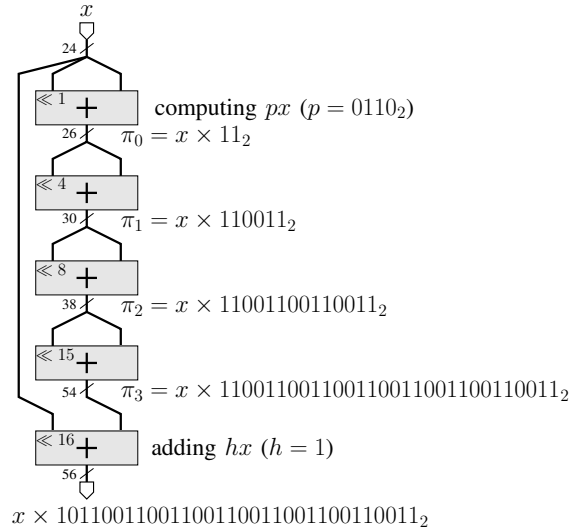 x
24
≪ 1 +
computing px (p = 0110₂)
26
π₀ = x × 11₂
≪ 4 +
30
π₁ = x × 110011₂
≪ 8 +
38
π₂ = x × 11001100110011₂
≪ 15 +
54
π₃ = x × 110011001100110011001100110011₂
≪ 16 +
adding hx (h = 1)
56
x × 10110011001100110011001100110011₂